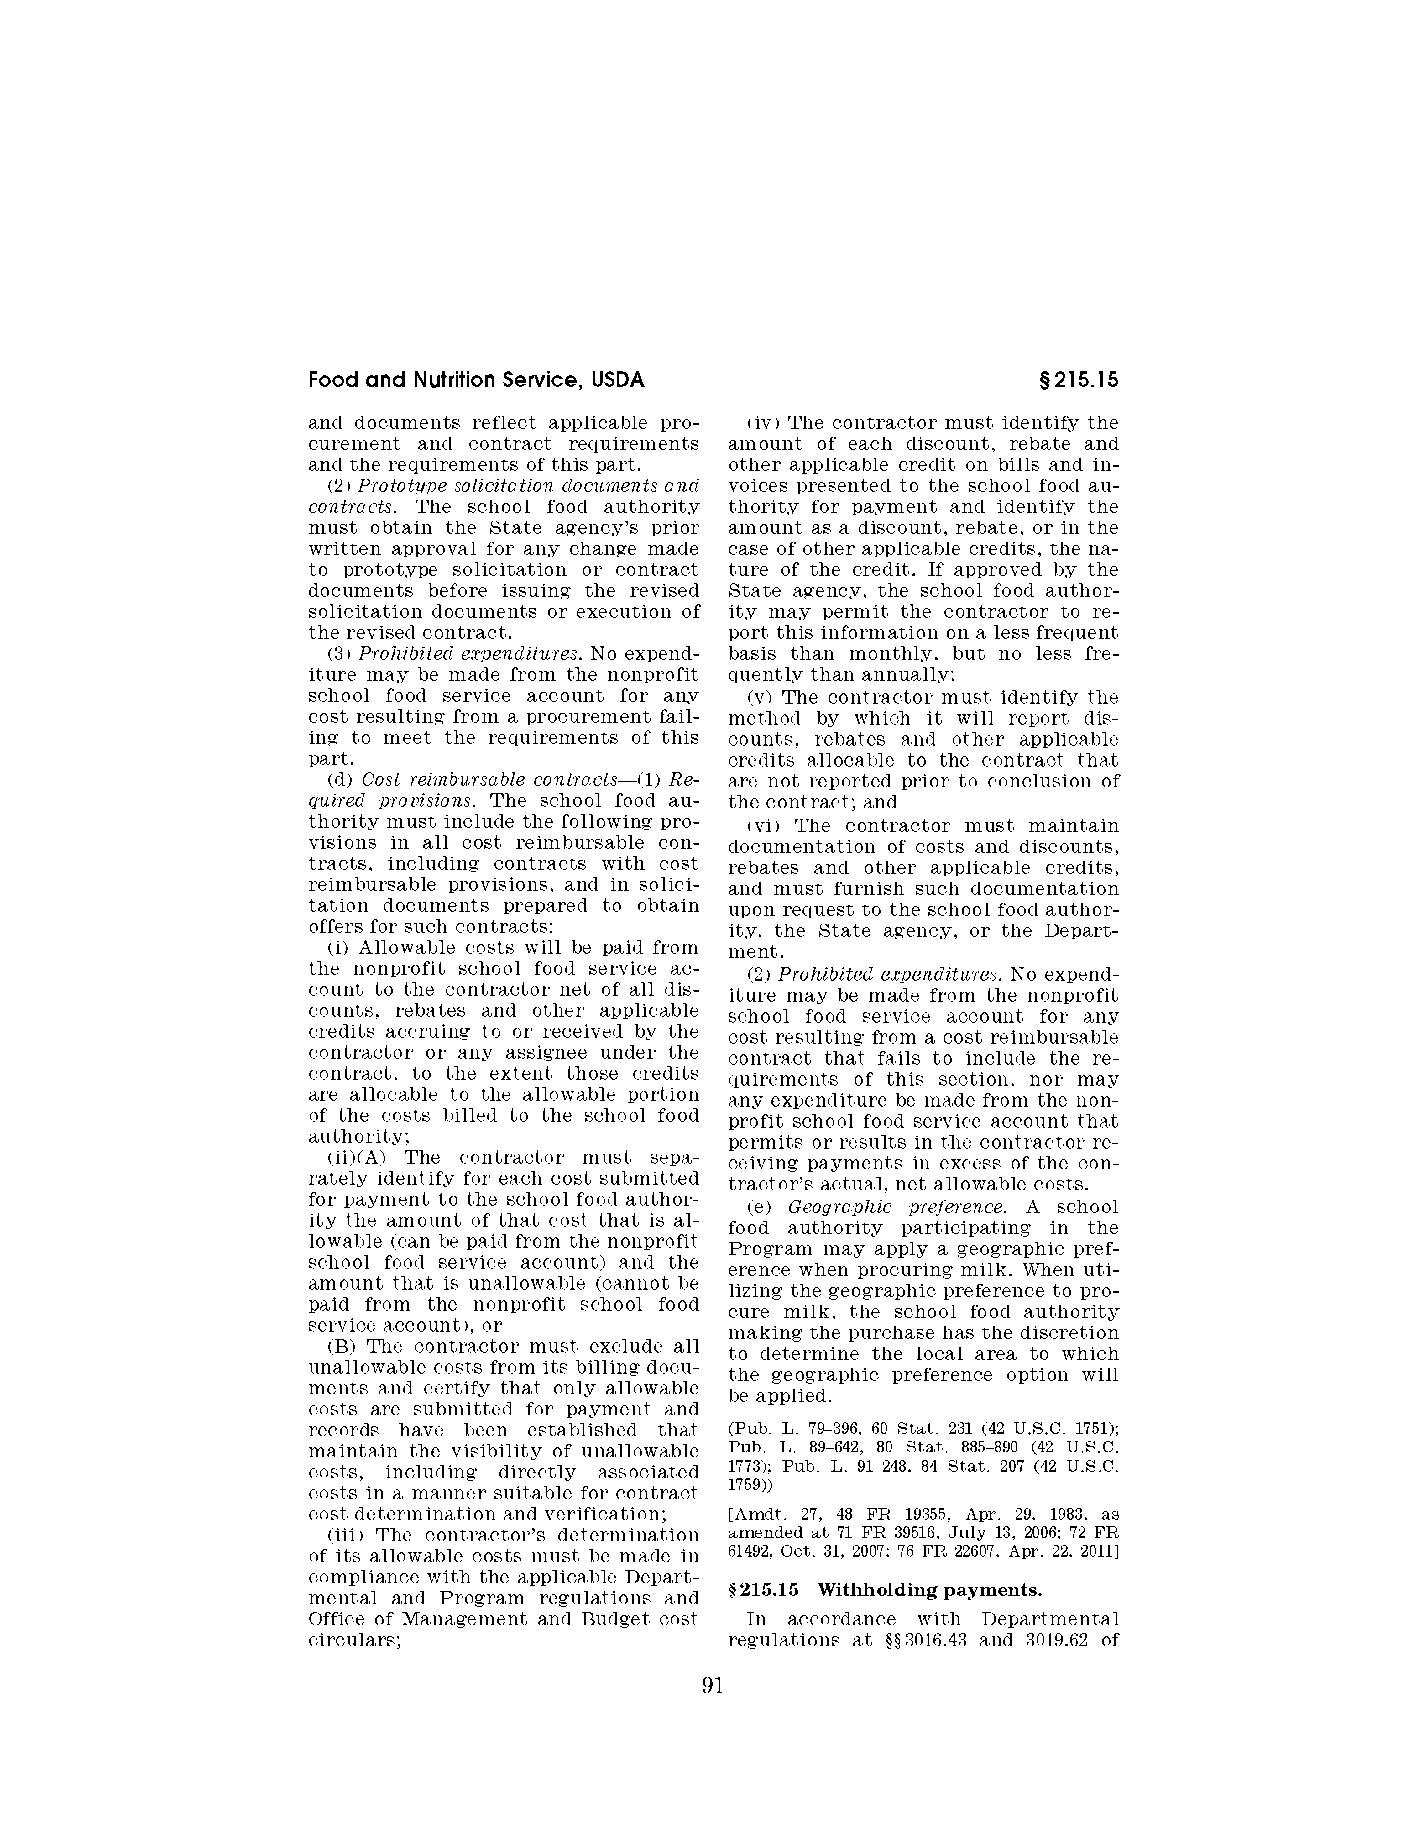 Food and Nutrition Service, USDA
§ 215.15
and documents reflect applicable pro-
curement and contract requirements
and the requirements of this part.
(2) Prototype solicitation documents and
contracts. The school food authority
must obtain the State agency's prior
written approval for any change made
to prototype solicitation or contract
documents before issuing the revised
solicitation documents or execution of
the revised contract.
(3) Prohibited expenditures. No expend-
iture may be made from the nonprofit
school food service account for any
cost resulting from a procurement fail-
ing to meet the requirements of this
part.
(d) Cost reimbursable contracts—(1) Re-
quired provisions. The school food au-
thority must include the following pro-
visions in all cost reimbursable con-
tracts, including contracts with cost
reimbursable provisions, and in solici-
tation documents prepared to obtain
offers for such contracts:
(i) Allowable costs will be paid from
the nonprofit school food service ac-
count to the contractor net of all dis-
counts, rebates and other applicable
credits accruing to or received by the
contractor or any assignee under the
contract, to the extent those credits
are allocable to the allowable portion
of the costs billed to the school food
authority;
(ii)(A) The contractor must sepa-
rately identify for each cost submitted
for payment to the school food author-
ity the amount of that cost that is al-
lowable (can be paid from the nonprofit
school food service account) and the
amount that is unallowable (cannot be
paid from the nonprofit school food
service account), or
(B) The contractor must exclude all
unallowable costs from its billing docu-
ments and certify that only allowable
costs are submitted for payment and
records have been established that
maintain the visibility of unallowable
costs, including directly associated
costs in a manner suitable for contract
cost determination and verification;
(iii) The contractor's determination
of its allowable costs must be made in
compliance with the applicable Depart-
mental and Program regulations and
Office of Management and Budget cost
circulars;
(iv) The contractor must identify the
amount of each discount, rebate and
other applicable credit on bills and in-
voices presented to the school food au-
thority for payment and identify the
amount as a discount, rebate, or in the
case of other applicable credits, the na-
ture of the credit. If approved by the
State agency, the school food author-
ity may permit the contractor to re-
port this information on a less frequent
basis than monthly, but no less fre-
quently than annually;
(v) The contractor must identify the
method by which it will report dis-
counts, rebates and other applicable
credits allocable to the contract that
are not reported prior to conclusion of
the contract; and
(vi) The contractor must maintain
documentation of costs and discounts,
rebates and other applicable credits,
and must furnish such documentation
upon request to the school food author-
ity, the State agency, or the Depart-
ment.
(2) Prohibited expenditures. No expend-
iture may be made from the nonprofit
school food service account for any
cost resulting from a cost reimbursable
contract that fails to include the re-
quirements of this section, nor may
any expenditure be made from the non-
profit school food service account that
permits or results in the contractor re-
ceiving payments in excess of the con-
tractor's actual, net allowable costs.
(e) Geographic preference. A school
food authority participating in the
Program may apply a geographic pref-
erence when procuring milk. When uti-
lizing the geographic preference to pro-
cure milk, the school food authority
making the purchase has the discretion
to determine the local area to which
the geographic preference option will
be applied.
(Pub. L. 79–396, 60 Stat. 231 (42 U.S.C. 1751);
Pub. L. 89–642, 80 Stat. 885–890 (42 U.S.C.
1773); Pub. L. 91 248, 84 Stat. 207 (42 U.S.C.
1759))
[Amdt. 27, 48 FR 19355, Apr. 29, 1983, as
amended at 71 FR 39516, July 13, 2006; 72 FR
61492, Oct. 31, 2007; 76 FR 22607, Apr. 22, 2011]
§ 215.15 Withholding payments.
In accordance with Departmental
regulations at §§ 3016.43 and 3019.62 of
91